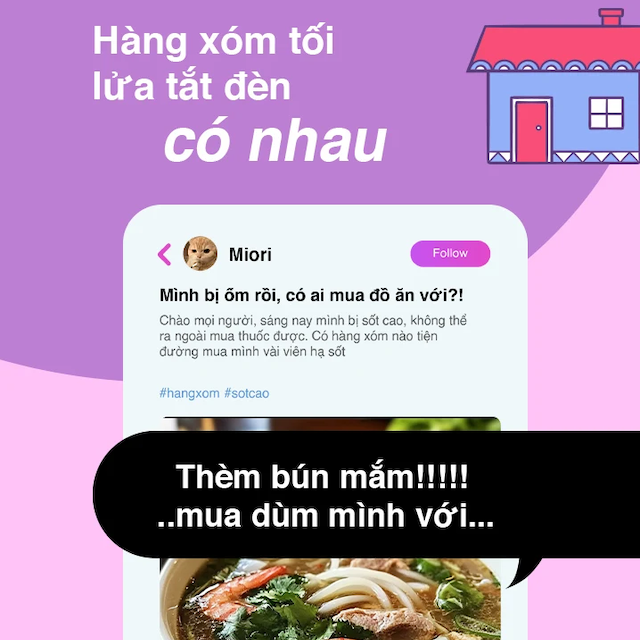 Hàng xóm tối
lửa tắt đèn
có nhau
Miori
Follow
Mình bị ốm rồi, có ai mua đồ ăn với?!
Chào mọi người, sáng nay mình bị sốt cao, không thể
ra ngoài mua thuốc được. Có hàng xóm nào tiện
đường mua mình vài viên hạ sốt
#hangxom #sotcao
Thèm bún mắm!!!!!
..mua dùm mình với...